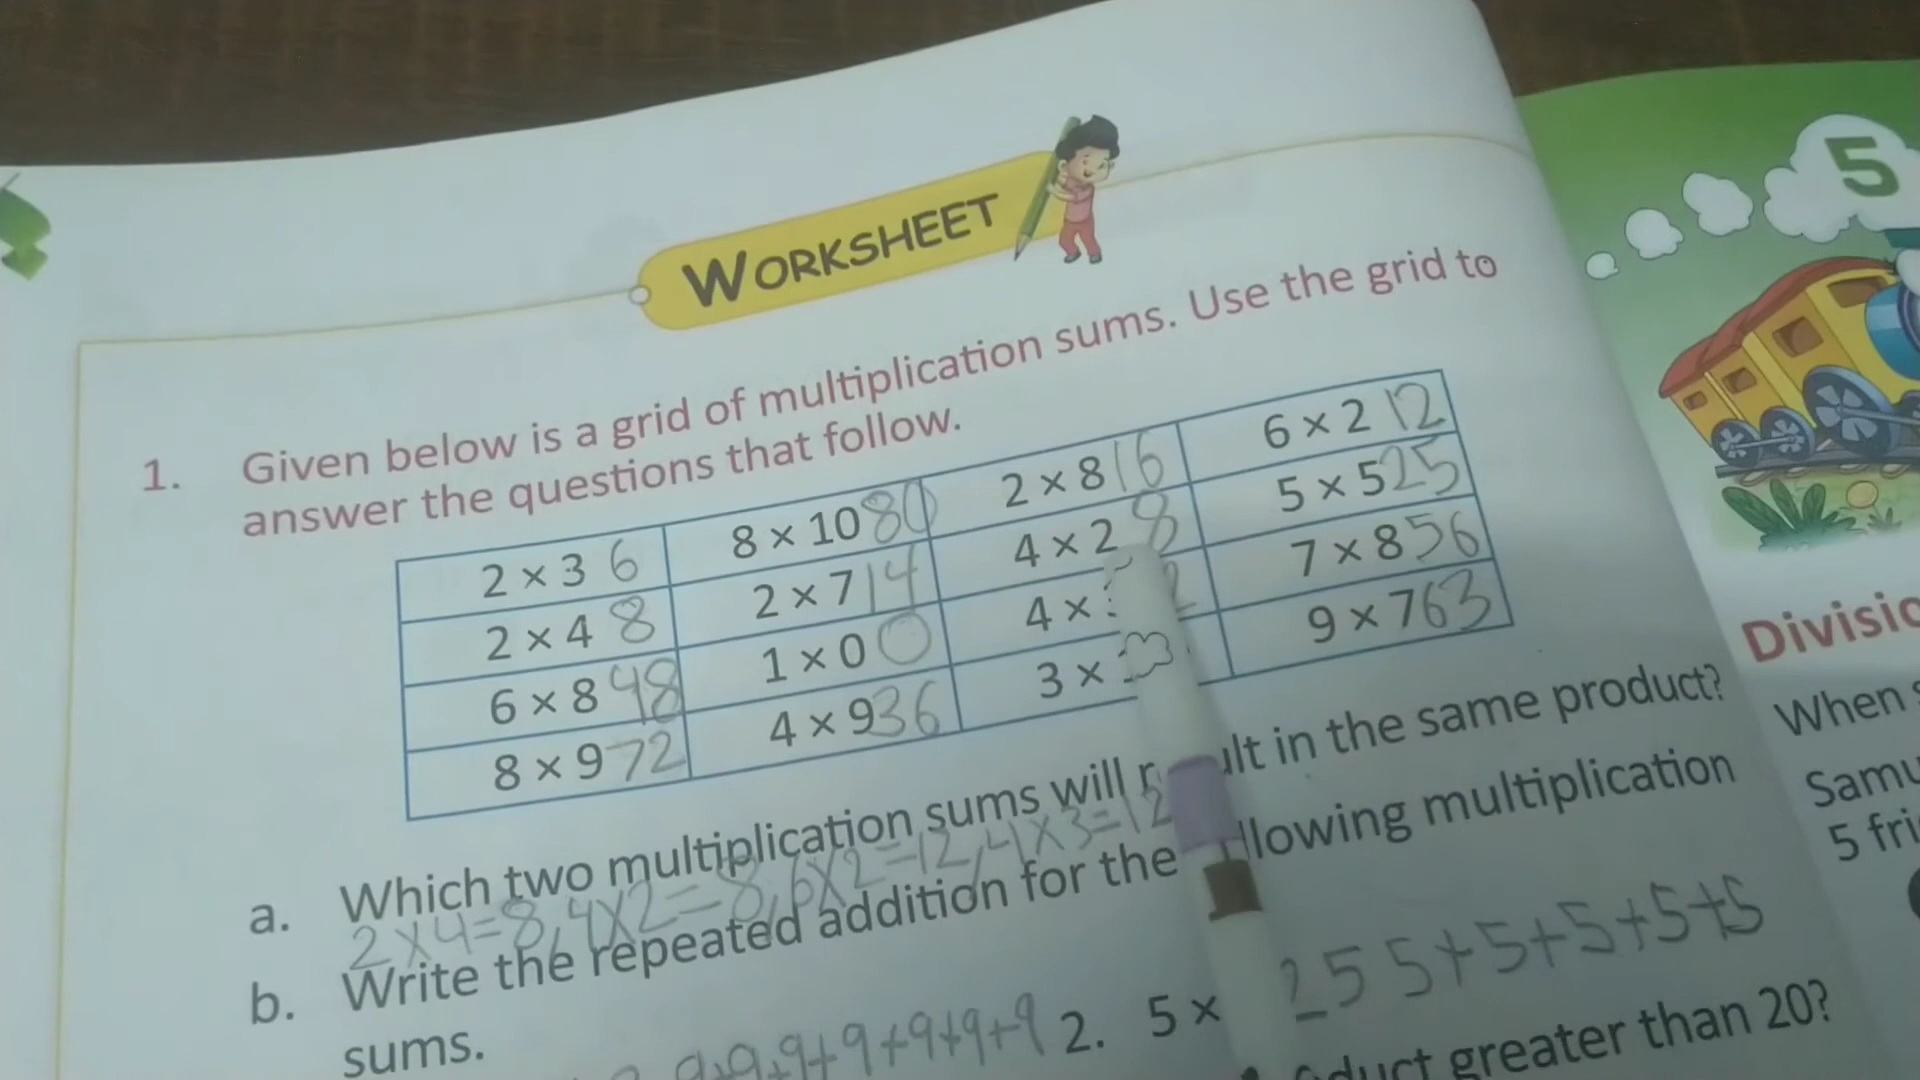 5
WORKSHEET
1. Given below is a grid of multiplication sums. Use the grid to
answer the questions that follow.
2 × 3 6 8 × 10 80 2 × 8 16 6 × 2 12
2 × 4 8 2 × 7 14 4 × 2 8 5 × 5 25
6 × 8 48 1 × 0 0 4 × 7 × 8 56
8 × 9 72 4 × 9 36 3 × 9 × 7 63
a. Which two multiplication sums will in the same product?
2×4=8, 4×2=8, 6×2=12, 4×3=12
b. Write the repeated addition for the multiplication
sums.
9+9+9+9+9+9 2. 5 × 25 5+5+5+5+5
greater than 20?
When
5